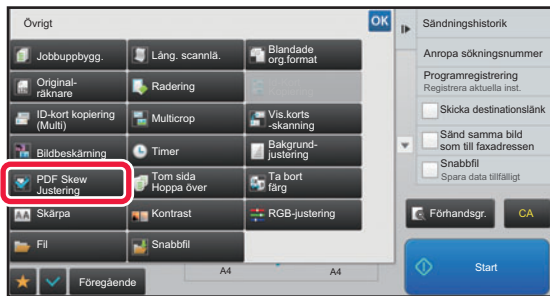 Övrigt
OK
Jobbuppbygg.
Lång. scannlä.
Blandade
org.format
Original-
räknare
Radering
ID-kort kopiering
(Multi)
Multicrop
Vis.korts
-skanning
Bildbeskärning
Timer
Bakgrund-
justering
PDF Skew
Justering
Tom sida
Hoppa över
Ta bort
färg
Skärpa
Kontrast
RGB-justering
Fil
Snabbfil
Föregående
A4
A4
Sändningshistorik
Anropa sökningsnummer
Programregistrering
Registrera aktuella inst.
Skicka destinationslänk
Sänd samma bild
som till faxadressen
Snabbfil
Spara data tillfälligt
Förhandsgr.
CA
Start